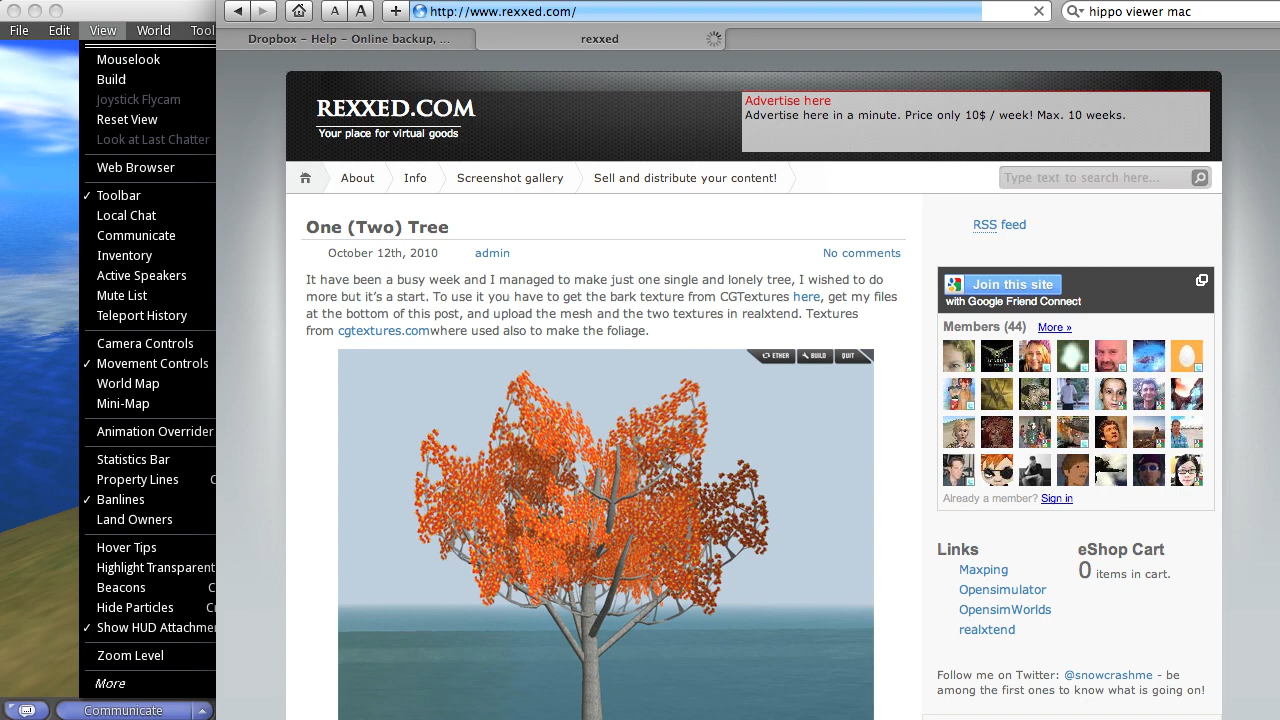 File Edit View World Tool
Mouselook
Build
Joystick Flycam
Reset View
Look at Last Chatter
Web Browser
✓ Toolbar
Local Chat
Communicate
Inventory
Active Speakers
Mute List
Teleport History
Camera Controls
✓ Movement Controls
World Map
Mini-Map
Animation Overrider
Statistics Bar
Property Lines C
✓ Banlines
Land Owners
Hover Tips
Highlight Transparent
Beacons C
Hide Particles C
✓ Show HUD Attachme
Zoom Level
More
Communicate
A A + http://www.rexxed.com/ hippo viewer mac
Dropbox – Help – Online backup, ... rexxed
REXXED.COM
Your place for virtual goods
Advertise here
Advertise here in a minute. Price only 10$ / week! Max. 10 weeks.
About Info Screenshot gallery Sell and distribute your content! Type text to search here...
One (Two) Tree
October 12th, 2010 admin No comments
It have been a busy week and I managed to make just one single and lonely tree, I wished to do
more but it's a start. To use it you have to get the bark texture from CGTextures here, get my files
at the bottom of this post, and upload the mesh and the two textures in realxtend. Textures
from cgtextures.comwhere used also to make the foliage.
ETHER BUILD QUIT
RSS feed
Join this site
with Google Friend Connect
Members (44) More »
Already a member? Sign in
Links
Maxping
Opensimulator
OpensimWorlds
realxtend
eShop Cart
0 items in cart.
Follow me on Twitter: @snowcrashme - be
among the first ones to know what is going on!